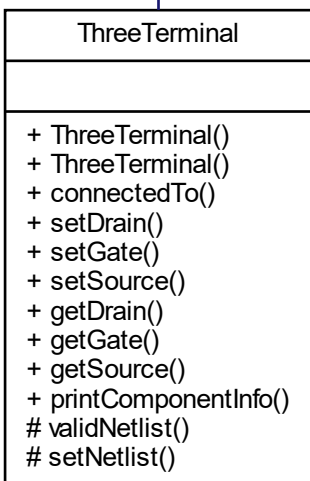 ThreeTerminal
+ ThreeTerminal()
+ ThreeTerminal()
+ connectedTo()
+ setDrain()
+ setGate()
+ setSource()
+ getDrain()
+ getGate()
+ getSource()
+ printComponentInfo()
# validNetlist()
# setNetlist()